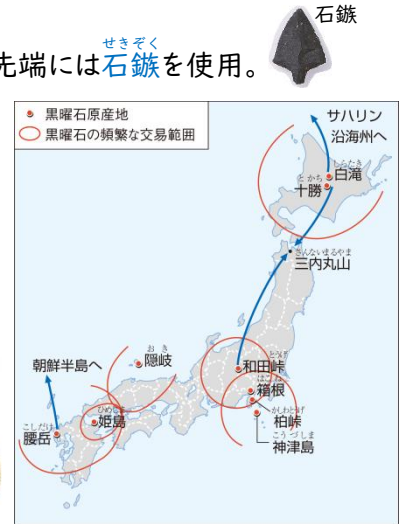 石鏃
先端には石鏃を使用。
せきぞく
黒曜石原産地
黒曜石の頻繁な交易範囲
サハリン
沿海州へ
しらたき
白滝
とかち
十勝
さんないまるやま
三内丸山
おき
隠岐
朝鮮半島へ
とうげ
和田峠
はこね
箱根
ひめしま
姫島
こしだけ
腰岳
かしわとうげ
柏峠
こうづしま
神津島